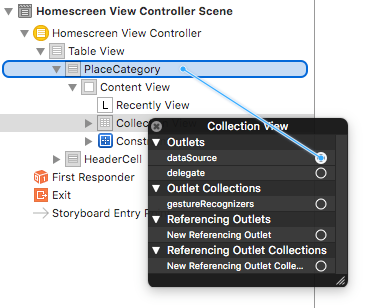 Homescreen View Controller Scene
Homescreen View Controller
Table View
PlaceCategory
Content View
L Recently View
Collec
Constr
HeaderCell
First Responder
Exit
Storyboard Entry P
Collection View
Outlets
dataSource
delegate
Outlet Collections
gestureRecognizers
Referencing Outlets
New Referencing Outlet
Referencing Outlet Collections
New Referencing Outlet Colle...